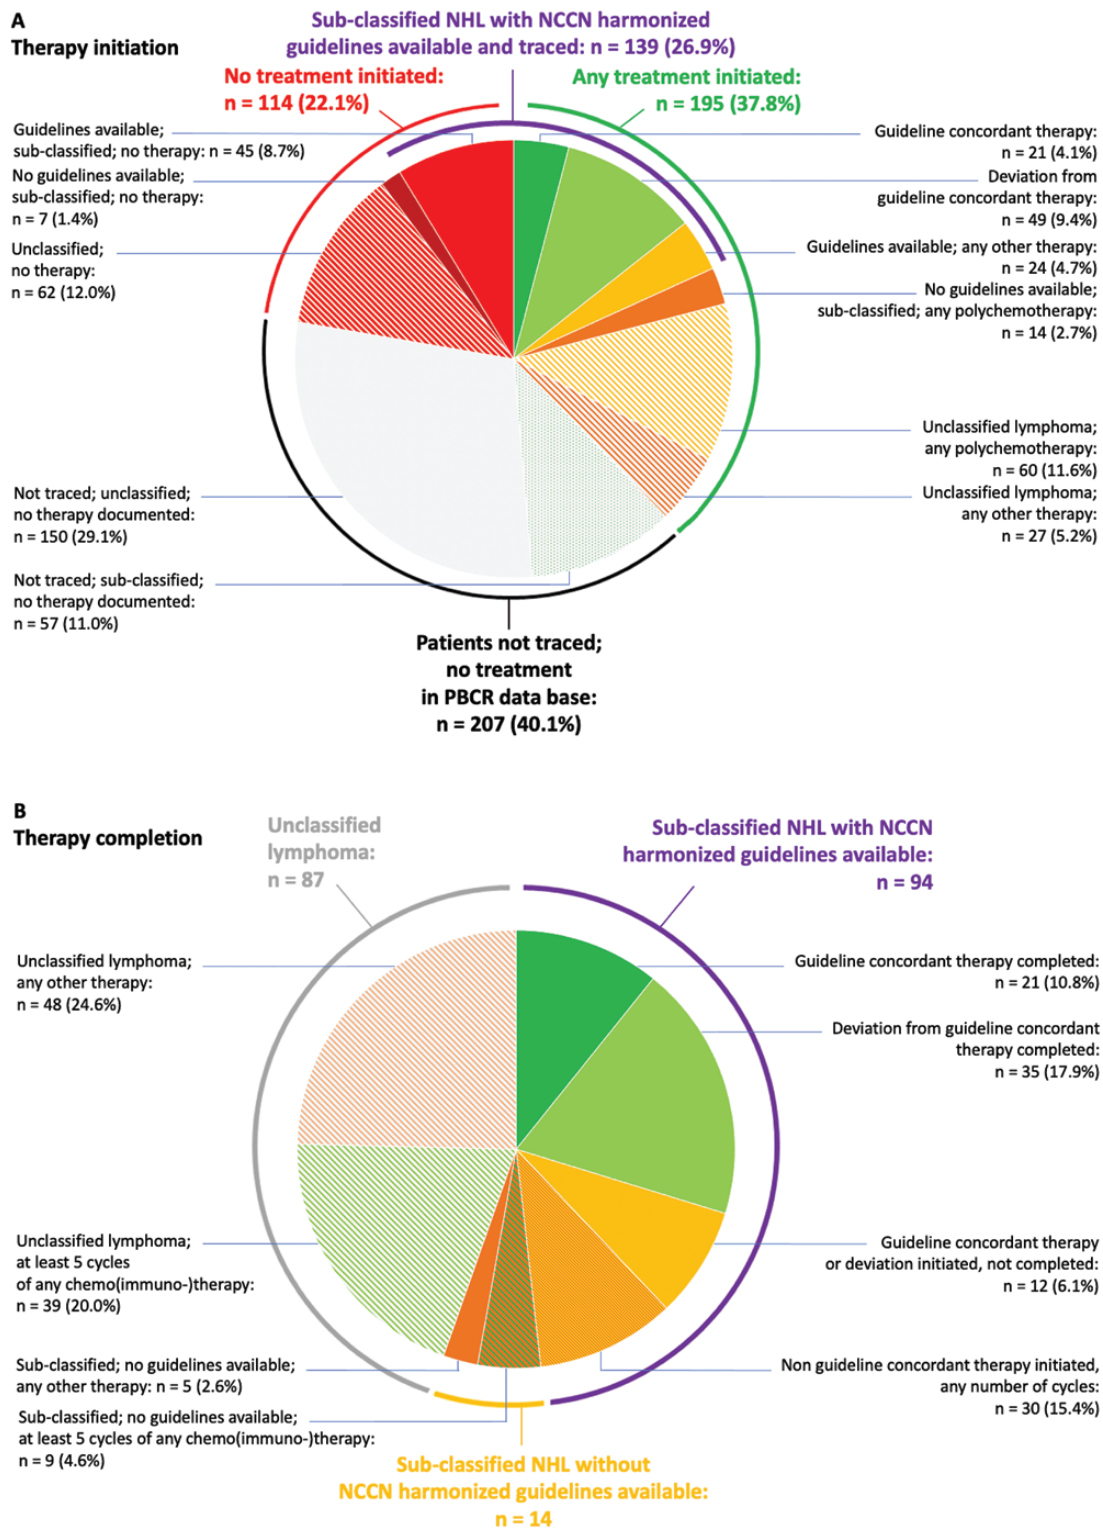 A
Therapy initiation
Sub-classified NHL with NCCN harmonized
guidelines available and traced: n = 139 (26.9%)
No treatment initiated:
n = 114 (22.1%)
Any treatment initiated:
n = 195 (37.8%)
Guidelines available;
sub-classified; no therapy: n = 45 (8.7%)
No guidelines available;
sub-classified; no therapy:
n = 7 (1.4%)
Unclassified;
no therapy:
n = 62 (12.0%)
Not traced; unclassified;
no therapy documented:
n = 150 (29.1%)
Not traced; sub-classified;
no therapy documented:
n = 57 (11.0%)
Guideline concordant therapy:
n = 21 (4.1%)
Deviation from
guideline concordant therapy:
n = 49 (9.4%)
Guidelines available; any other therapy:
n = 24 (4.7%)
No guidelines available;
sub-classified; any polychemotherapy:
n = 14 (2.7%)
Unclassified lymphoma;
any polychemotherapy:
n = 60 (11.6%)
Unclassified lymphoma;
any other therapy:
n = 27 (5.2%)
Patients not traced;
no treatment
in PBCR data base:
n = 207 (40.1%)
B
Therapy completion
Unclassified
lymphoma:
n = 87
Sub-classified NHL with NCCN
harmonized guidelines available:
n = 94
Unclassified lymphoma;
any other therapy:
n = 48 (24.6%)
Unclassified lymphoma;
at least 5 cycles
of any chemo(immuno-)therapy:
n = 39 (20.0%)
Sub-classified; no guidelines available;
any other therapy: n = 5 (2.6%)
Sub-classified; no guidelines available;
at least 5 cycles of any chemo(immuno-)therapy:
n = 9 (4.6%)
Guideline concordant therapy completed:
n = 21 (10.8%)
Deviation from guideline concordant
therapy completed:
n = 35 (17.9%)
Guideline concordant therapy
or deviation initiated, not completed:
n = 12 (6.1%)
Non guideline concordant therapy initiated,
any number of cycles:
n = 30 (15.4%)
Sub-classified NHL without
NCCN harmonized guidelines available:
n = 14